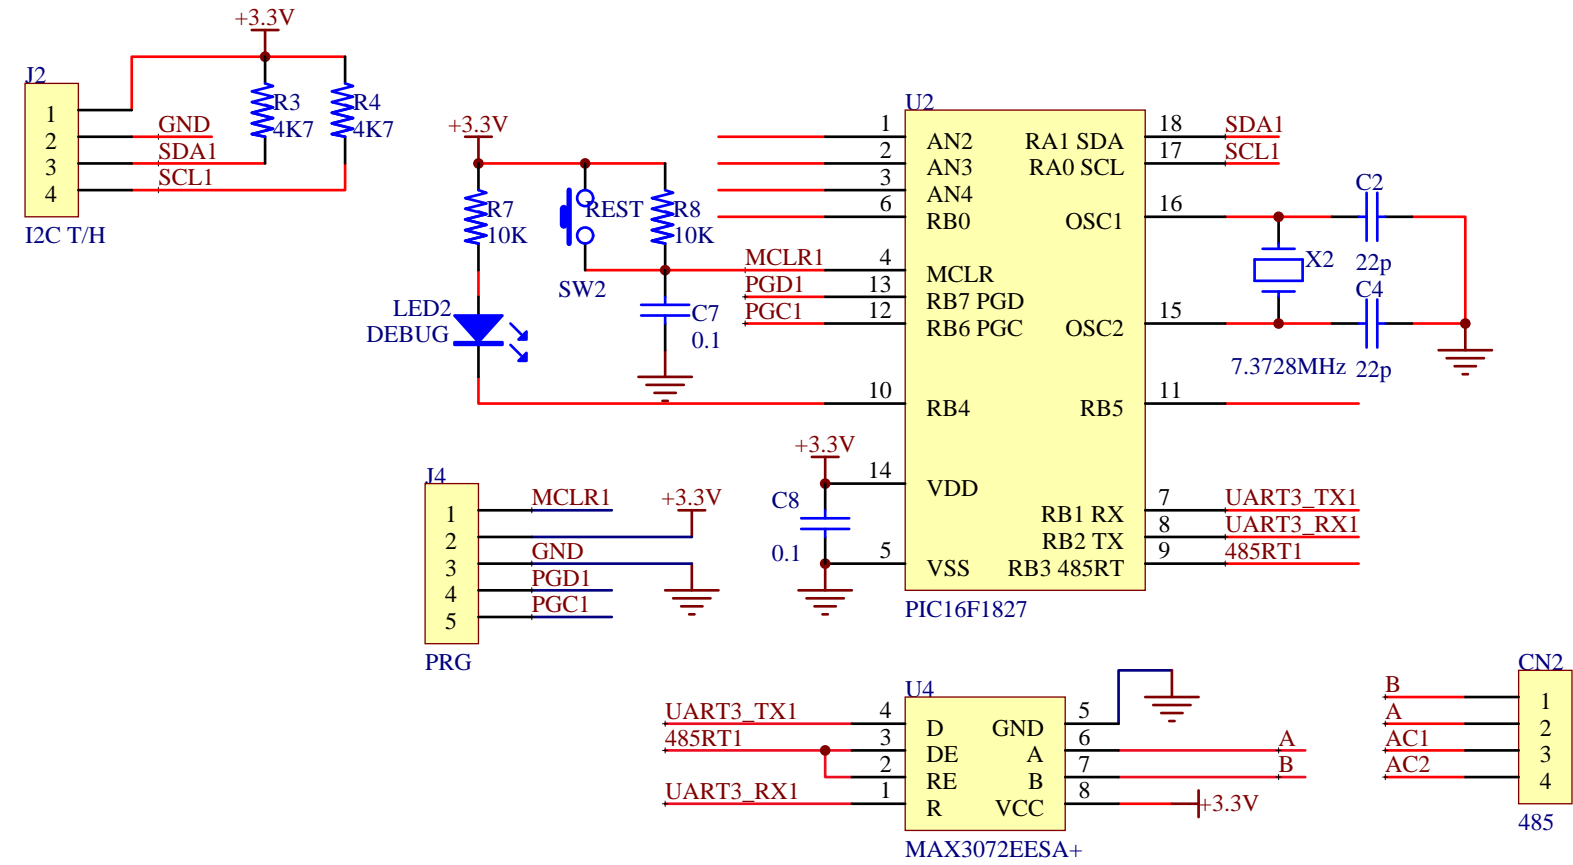 +3.3V
J2
1
2
3
4
GND
SDA1
SCL1
R3
4K7
R4
4K7
I2C T/H
+3.3V
R7
10K
REST
SW2
R8
10K
LED2
DEBUG
C7
0.1
MCLR1
PGD1
PGC1
U2
1
2
3
6
4
13
12
10
14
5
AN2
AN3
AN4
RB0
MCLR
RB7 PGD
RB6 PGC
RB4
VDD
VSS
RA1 SDA
RA0 SCL
OSC1
OSC2
RB5
RB1 RX
RB2 TX
RB3 485RT
18
17
16
15
11
7
8
9
SDA1
SCL1
UART3_TX1
UART3_RX1
485RT1
PIC16F1827
C2
22p
X2
C4
22p
7.3728MHz
+3.3V
C8
0.1
J4
1
2
3
4
5
MCLR1
+3.3V
GND
PGD1
PGC1
PRG
U4
UART3_TX1
485RT1
UART3_RX1
4
3
2
1
D
DE
RE
R
GND
A
B
VCC
5
6
7
8
A
B
+3.3V
MAX3072EESA+
CN2
B
A
AC1
AC2
1
2
3
4
485